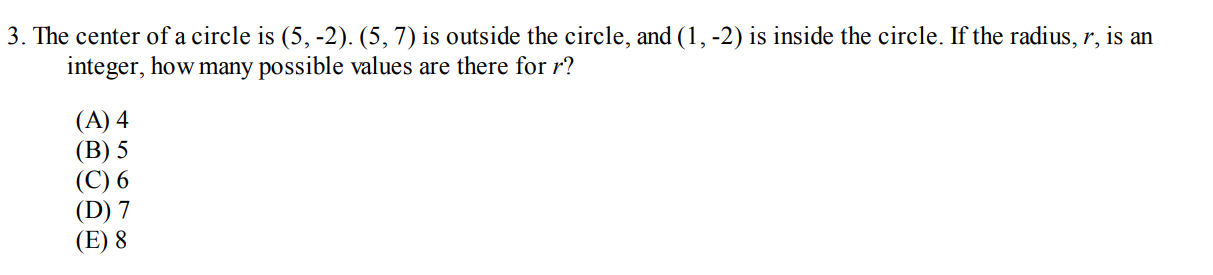 3. The center of a circle is (5, -2). (5, 7) is outside the circle, and (1, -2) is inside the circle. If the radius, r, is an
integer, how many possible values are there for r?
(A) 4
(B) 5
(C) 6
(D) 7
(E) 8